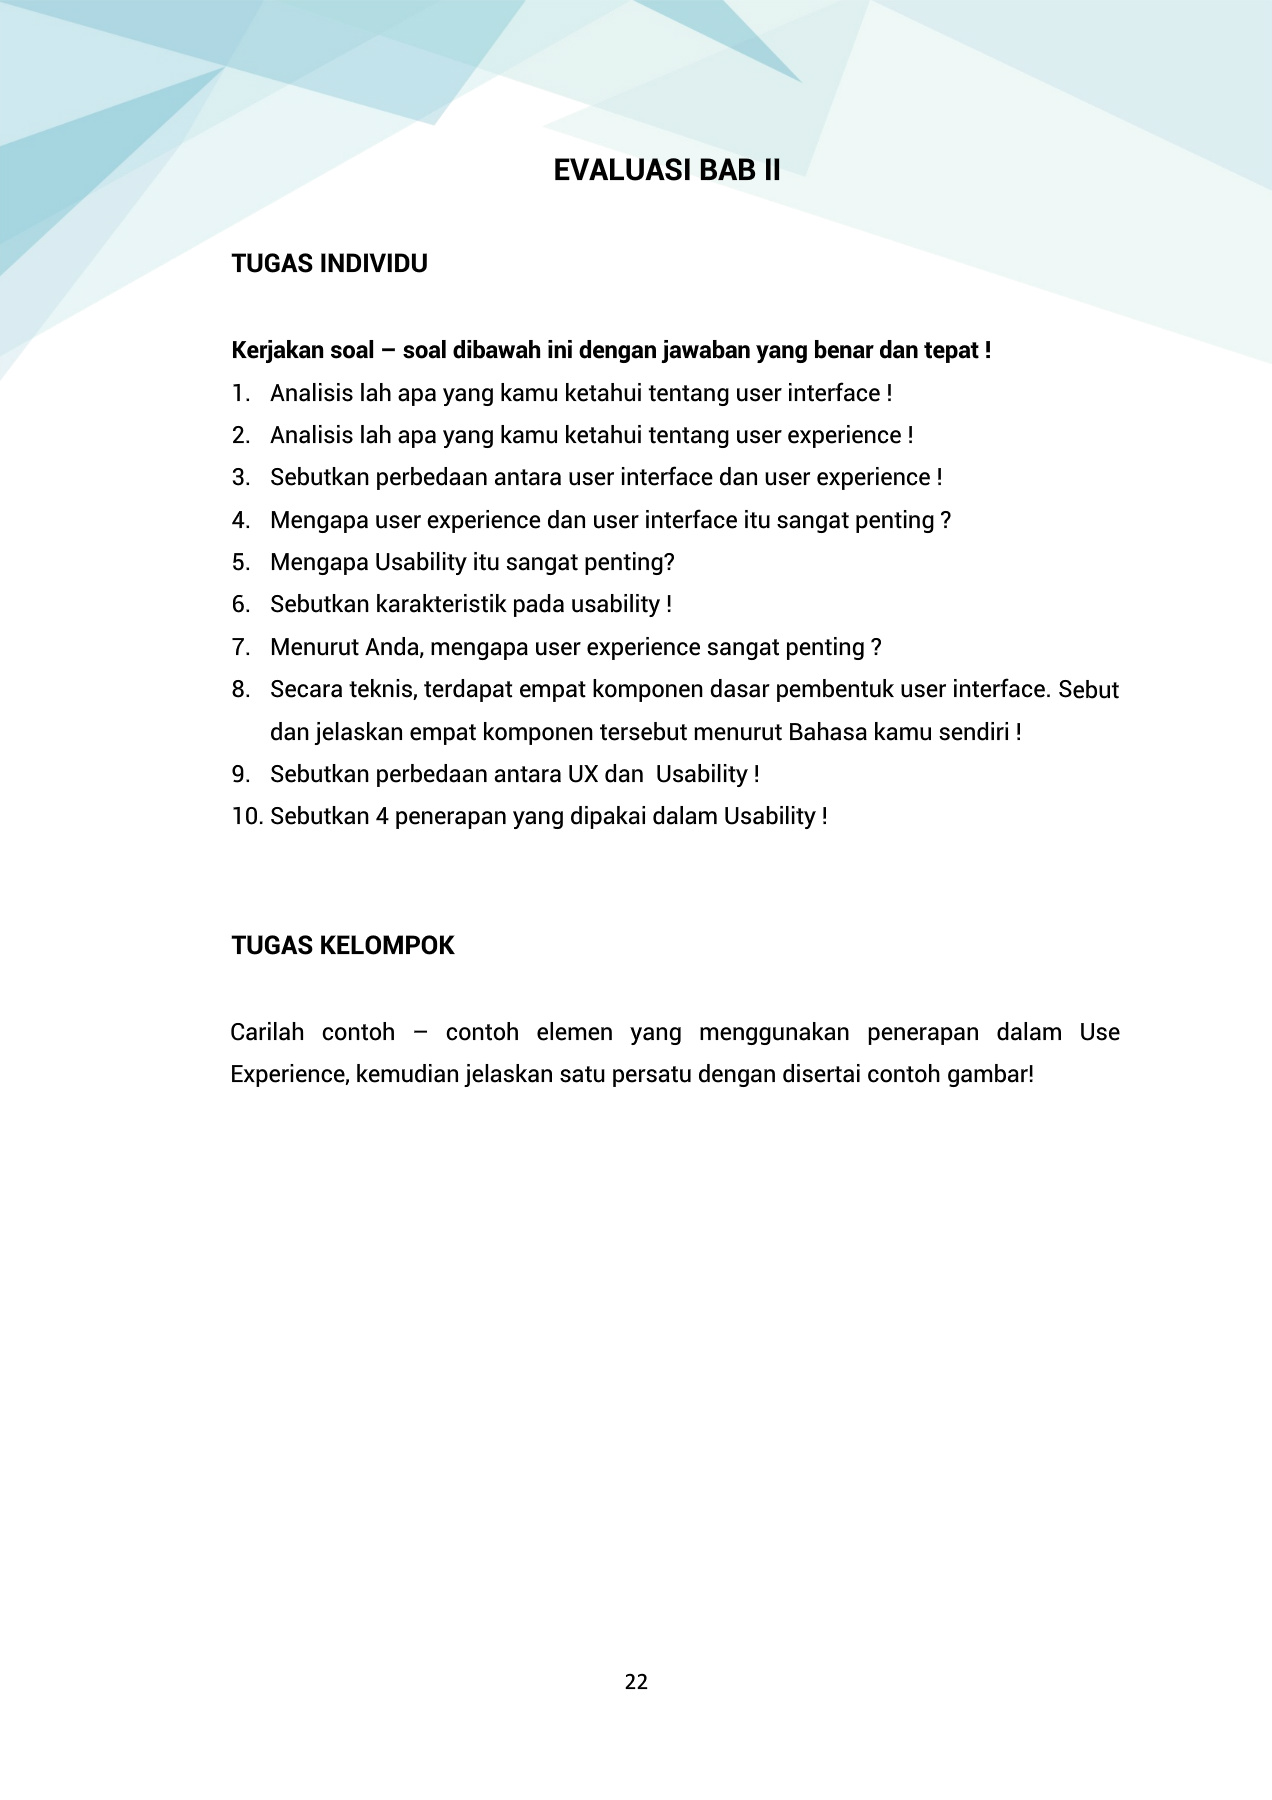 EVALUASI BAB II
TUGAS INDIVIDU
Kerjakan soal – soal dibawah ini dengan jawaban yang benar dan tepat !
1. Analisis lah apa yang kamu ketahui tentang user interface !
2. Analisis lah apa yang kamu ketahui tentang user experience !
3. Sebutkan perbedaan antara user interface dan user experience !
4. Mengapa user experience dan user interface itu sangat penting ?
5. Mengapa Usability itu sangat penting?
6. Sebutkan karakteristik pada usability !
7. Menurut Anda, mengapa user experience sangat penting ?
8. Secara teknis, terdapat empat komponen dasar pembentuk user interface. Sebut
dan jelaskan empat komponen tersebut menurut Bahasa kamu sendiri !
9. Sebutkan perbedaan antara UX dan  Usability !
10. Sebutkan 4 penerapan yang dipakai dalam Usability !
TUGAS KELOMPOK
Carilah contoh – contoh elemen yang menggunakan penerapan dalam Use
Experience, kemudian jelaskan satu persatu dengan disertai contoh gambar!
22